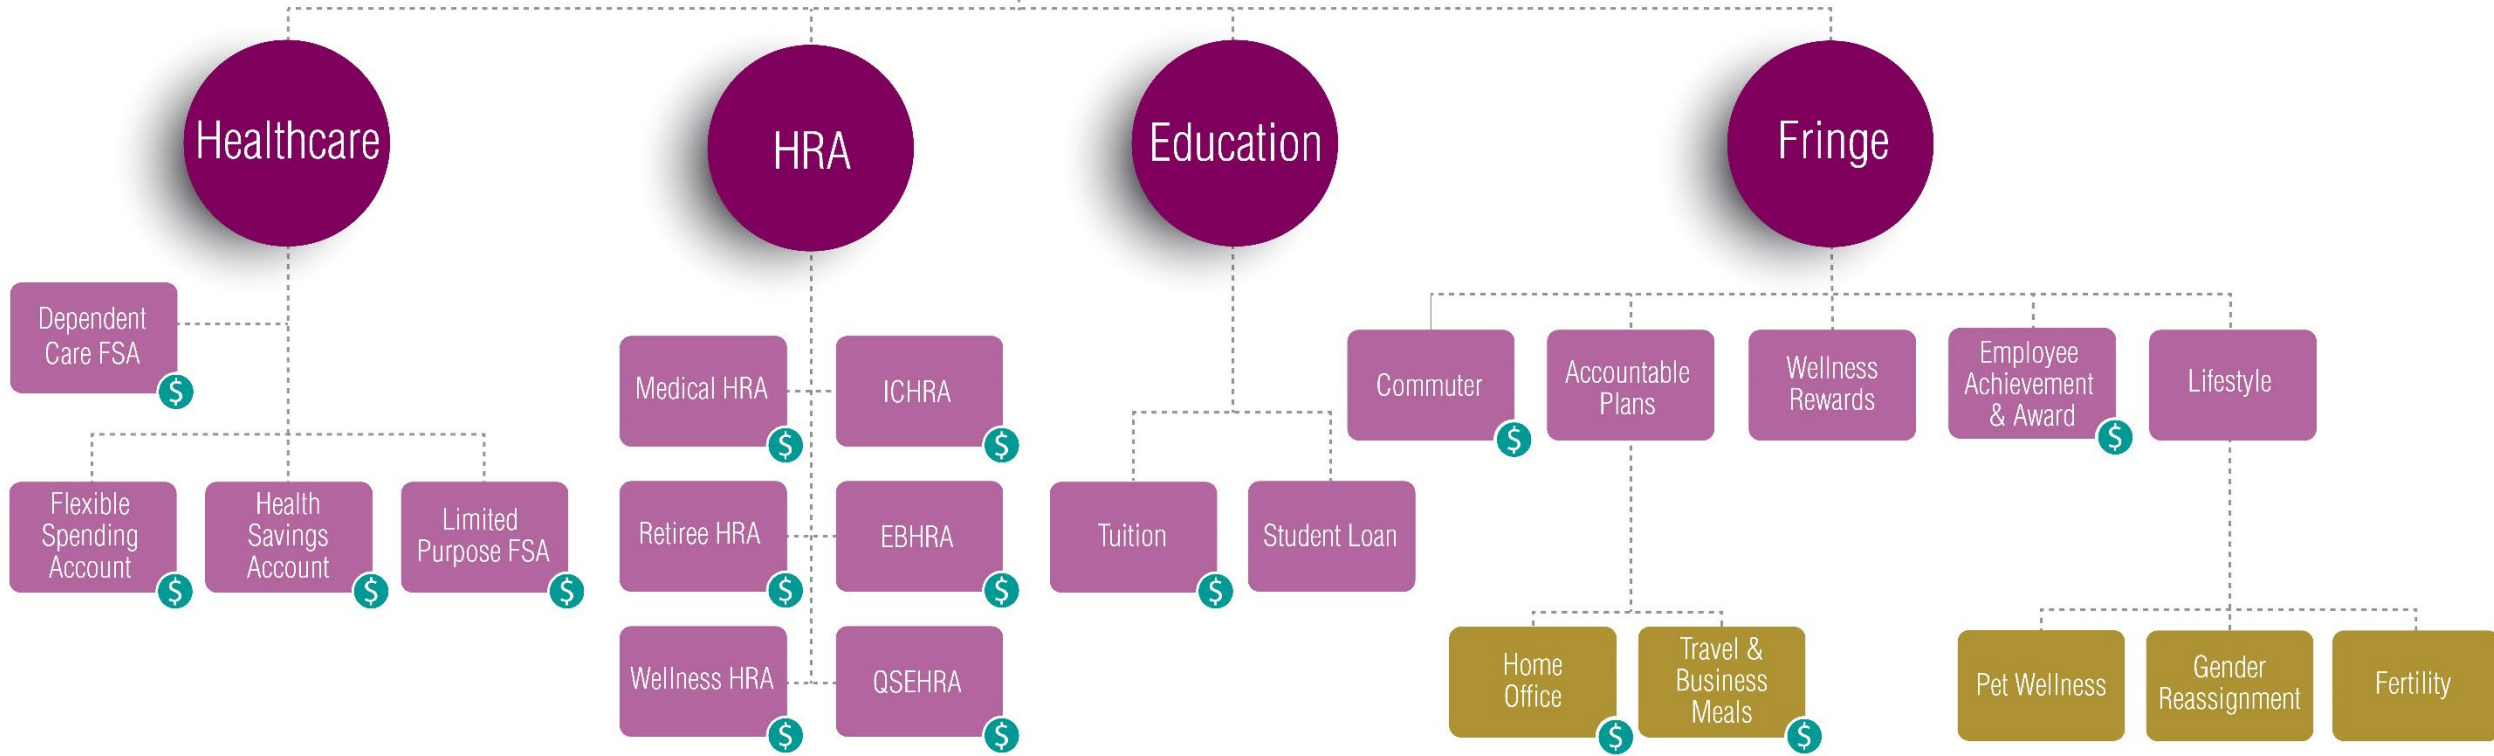 Healthcare
HRA
Education
Fringe
Dependent
Care FSA
$
Flexible
Spending
Account
$
Health
Savings
Account
$
Limited
Purpose FSA
$
Medical HRA
$
ICHRA
$
Retiree HRA
$
EBHRA
$
Wellness HRA
$
QSEHRA
$
Tuition
$
Student Loan
Commuter
$
Accountable
Plans
Wellness
Rewards
Employee
Achievement
& Award
$
Lifestyle
Home
Office
$
Travel &
Business
Meals
$
Pet Wellness
Gender
Reassignment
Fertility